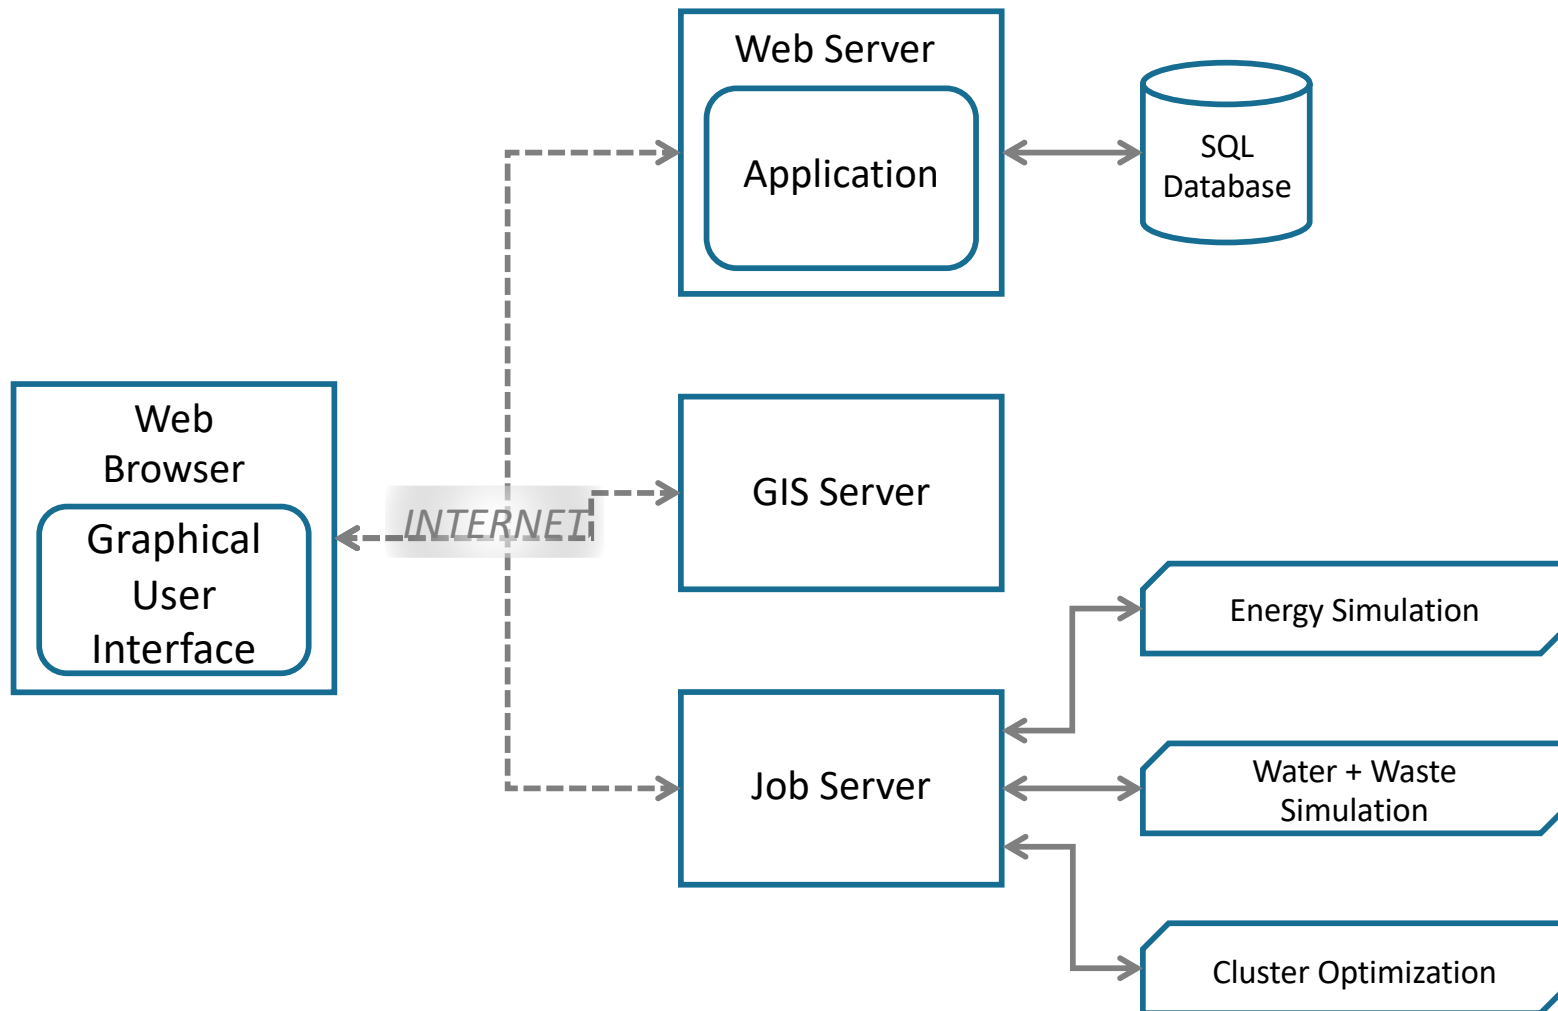 Web Server
Application
SQL
Database
Web
Browser
Graphical
User
Interface
INTERNET
GIS Server
Job Server
Energy Simulation
Water + Waste
Simulation
Cluster Optimization